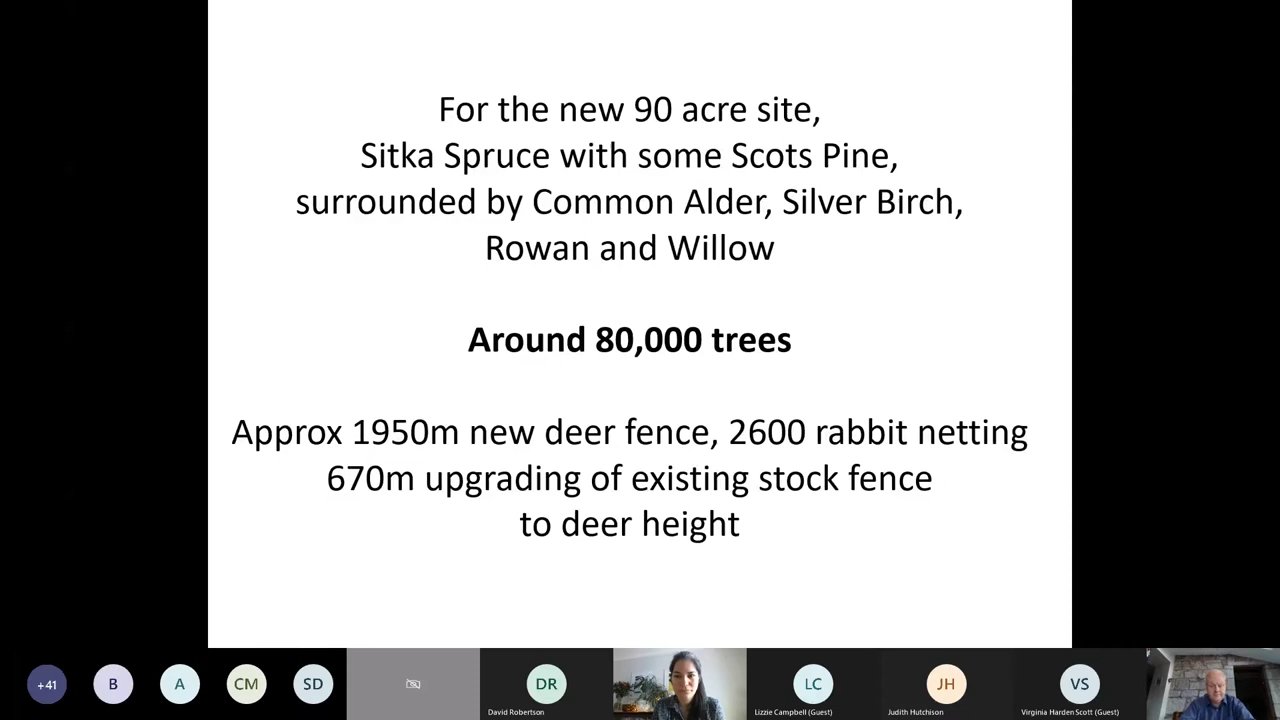 For the new 90 acre site,
Sitka Spruce with some Scots Pine,
surrounded by Common Alder, Silver Birch,
Rowan and Willow
Around 80,000 trees
Approx 1950m new deer fence, 2600 rabbit netting
670m upgrading of existing stock fence
to deer height
+41
B
A
CM
SD
DR
LC
JH
VS
David Robertson
Lizzie Campbell (Guest)
Judith Hutchison
Virginia Harden Scott (Guest)